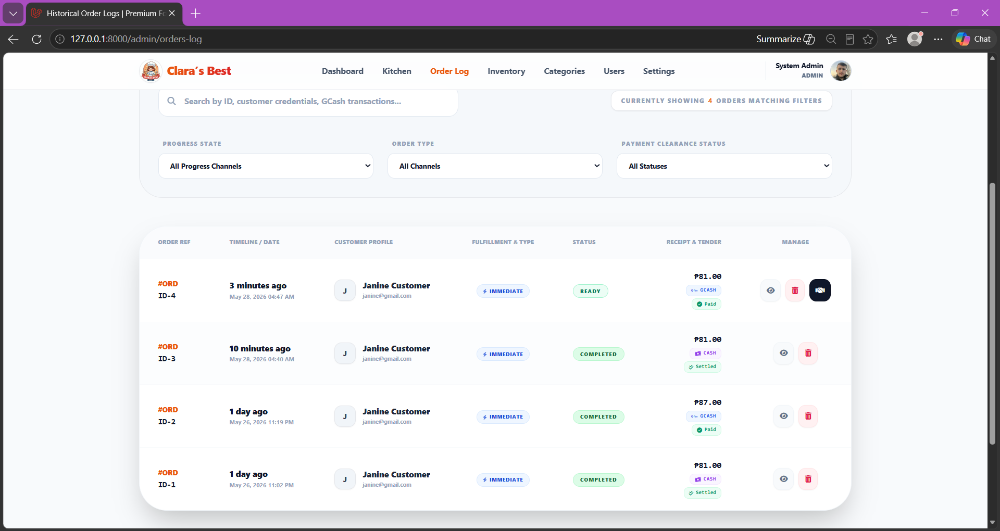 Historical Order Logs | Premium Fo
127.0.0.1:8000/admin/orders-log
Summarize
Chat
Clara's Best
Dashboard
Kitchen
Order Log
Inventory
Categories
Users
Settings
System Admin
ADMIN
Search by ID, customer credentials, GCash transactions...
CURRENTLY SHOWING 4 ORDERS MATCHING FILTERS
PROGRESS STATE
ORDER TYPE
PAYMENT CLEARANCE STATUS
All Progress Channels
All Channels
All Statuses
ORDER REF
TIMELINE / DATE
CUSTOMER PROFILE
FULFILLMENT & TYPE
STATUS
RECEIPT & TENDER
MANAGE
#ORD
ID-4
3 minutes ago
May 28, 2026 04:47 AM
J
Janine Customer
janine@gmail.com
IMMEDIATE
READY
₱81.00
GCASH
Paid
#ORD
ID-3
10 minutes ago
May 28, 2026 04:40 AM
J
Janine Customer
janine@gmail.com
IMMEDIATE
COMPLETED
₱81.00
CASH
Settled
#ORD
ID-2
1 day ago
May 26, 2026 11:19 PM
J
Janine Customer
janine@gmail.com
IMMEDIATE
COMPLETED
₱87.00
GCASH
Paid
#ORD
ID-1
1 day ago
May 26, 2026 11:02 PM
J
Janine Customer
janine@gmail.com
IMMEDIATE
COMPLETED
₱81.00
CASH
Settled